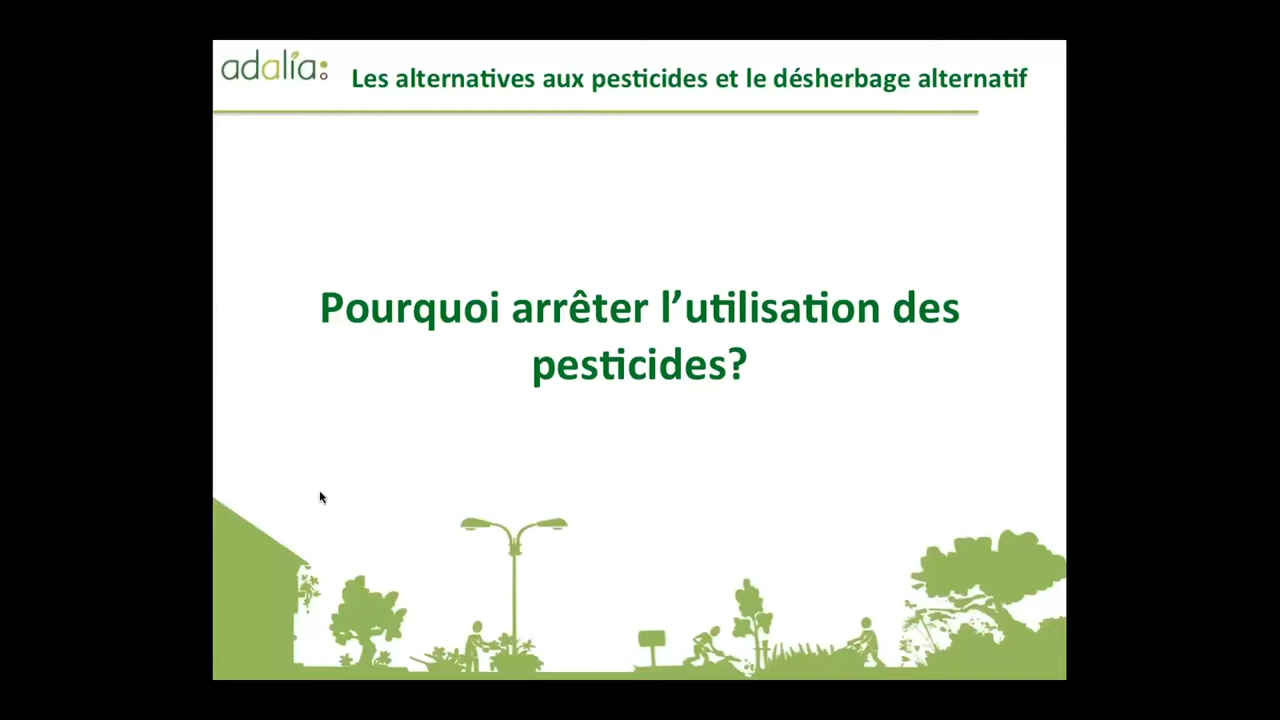 adalia:
Les alternatives aux pesticides et le désherbage alternatif
Pourquoi arrêter l’utilisation des
pesticides?